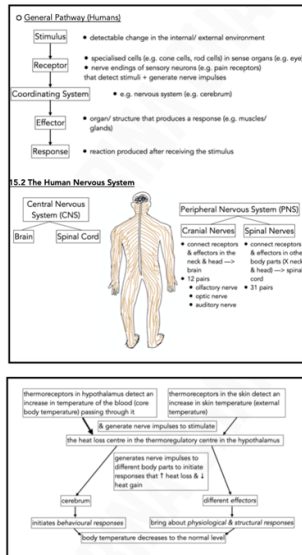 General Pathway (Humans)
Stimulus
• detectable change in the internal/ external environment
Receptor
• specialised cells (e.g. cone cells, rod cells) in sense organs (e.g. eye)
• nerve endings of sensory neurons (e.g. pain receptors)
that detect stimuli + generate nerve impulses
Coordinating System
• e.g. nervous system (e.g. cerebrum)
Effector
• organ/ structure that produces a response (e.g. muscles/
glands)
Response
• reaction produced after receiving the stimulus
15.2 The Human Nervous System
Central Nervous
System (CNS)
Brain
Spinal Cord
Peripheral Nervous System (PNS)
Cranial Nerves
• connect receptors
& effectors in the
neck & head —>
brain
• 12 pairs
• olfactory nerve
• optic nerve
• auditory nerve
Spinal Nerves
• connect receptors
& effectors in othe
body parts (X neck
& head) —> spinal
cord
• 31 pairs
thermoreceptors in hypothalamus detect an
increase in temperature of the blood (core
body temperature) passing through it
thermoreceptors in the skin detect an
increase in skin temperature (external
temperature)
& generate nerve impulses to stimulate
the heat loss centre in the thermoregulatory centre in the hypothalamus
generates nerve impulses to
different body parts to initiate
responses that ↑ heat loss & ↓
heat gain
cerebrum
different effectors
initiates behavioural responses
bring about physiological & structural responses
body temperature decreases to the normal level